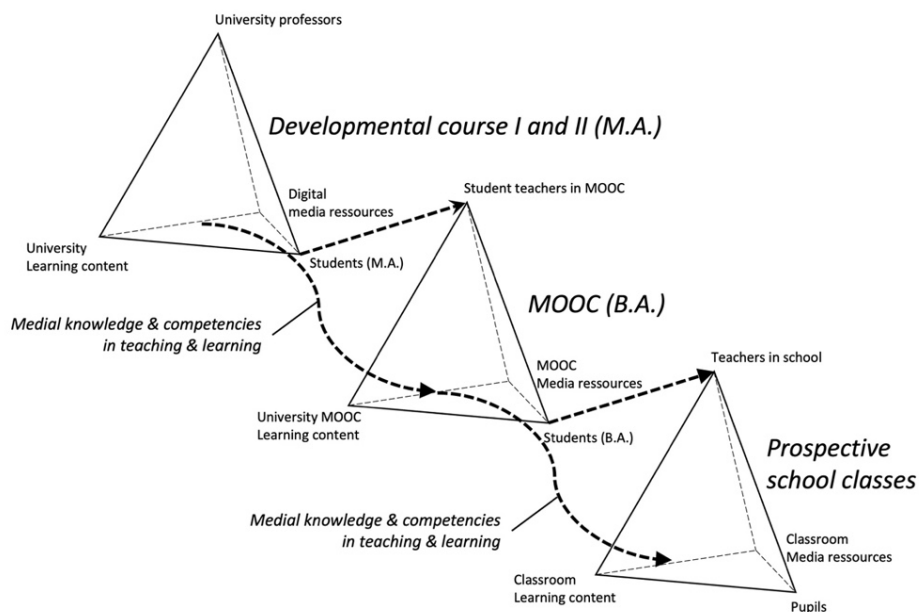 University professors
Developmental course I and II (M.A.)
Digital
media ressources
Student teachers in MOOC
University
Learning content
Students (M.A.)
Medial knowledge & competencies
in teaching & learning
MOOC (B.A.)
MOOC
Media ressources
Teachers in school
University MOOC
Learning content
Students (B.A.)
Prospective
school classes
Medial knowledge & competencies
in teaching & learning
Classroom
Media ressources
Classroom
Learning content
Pupils